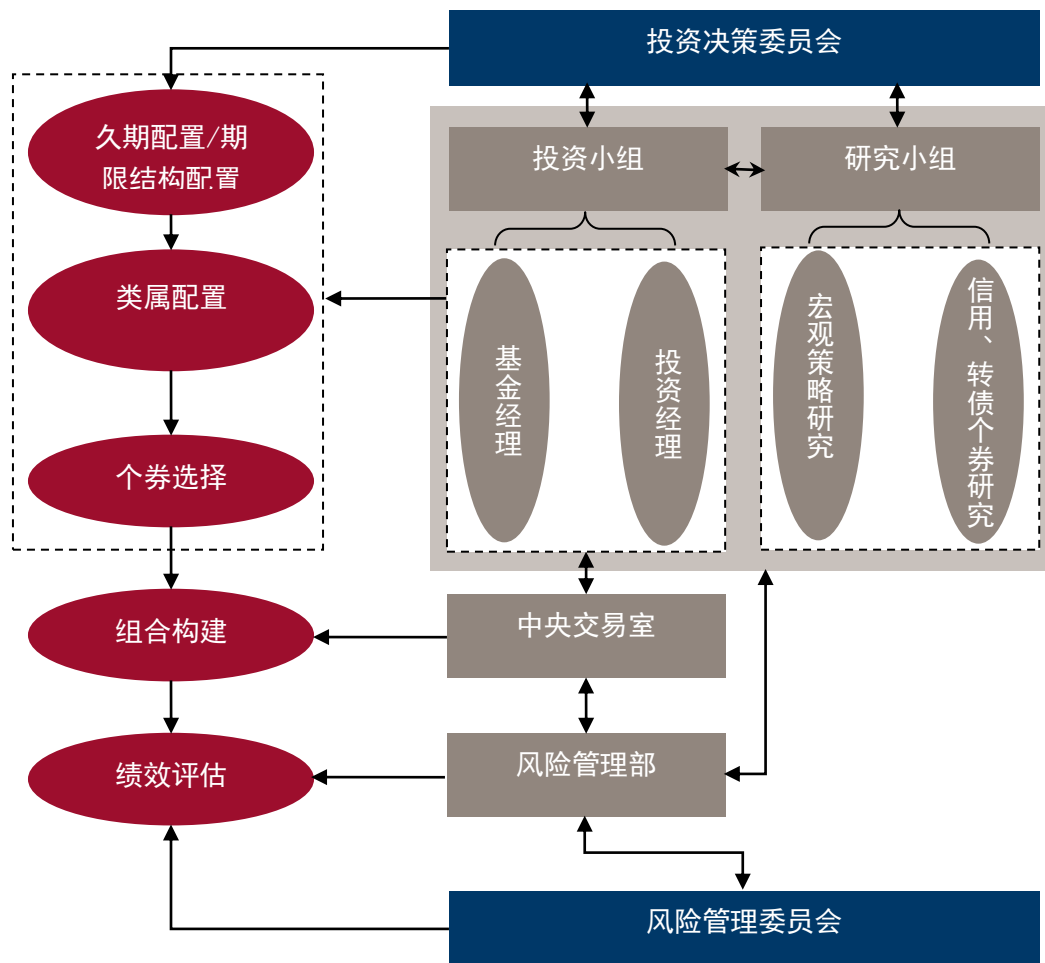 投资决策委员会
久期配置/期
限结构配置
投资小组
研究小组
类属配置
基金经理
投资经理
宏观策略研究
信用、转债个券研究
个券选择
组合构建
中央交易室
绩效评估
风险管理部
风险管理委员会